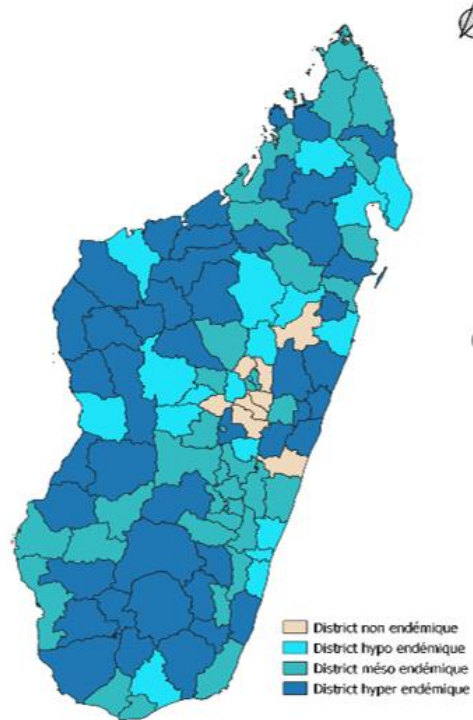 District non endémique
District hypo endémique
District méso endémique
District hyper endémique